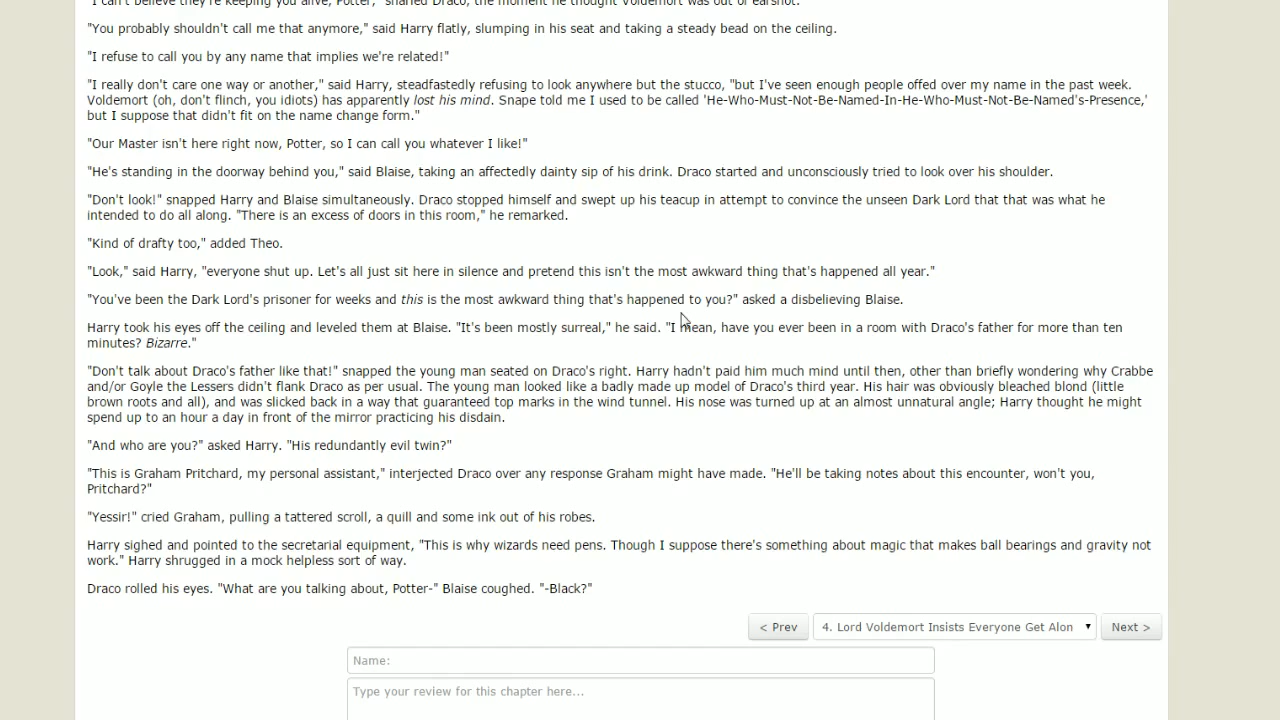 "I can't believe they're keeping you alive, Potter," snarled Draco, the moment he thought Voldemort was out of earshot.
"You probably shouldn't call me that anymore," said Harry flatly, slumping in his seat and taking a steady bead on the ceiling.
"I refuse to call you by any name that implies we're related!"
"I really don't care one way or another," said Harry, steadfastedly refusing to look anywhere but the stucco, "but I've seen enough people offed over my name in the past week.
Voldemort (oh, don't flinch, you idiots) has apparently lost his mind. Snape told me I used to be called 'He-Who-Must-Not-Be-Named-In-He-Who-Must-Not-Be-Named's-Presence,'
but I suppose that didn't fit on the name change form."
"Our Master isn't here right now, Potter, so I can call you whatever I like!"
"He's standing in the doorway behind you," said Blaise, taking an affectedly dainty sip of his drink. Draco started and unconsciously tried to look over his shoulder.
"Don't look!" snapped Harry and Blaise simultaneously. Draco stopped himself and swept up his teacup in attempt to convince the unseen Dark Lord that that was what he
intended to do all along. "There is an excess of doors in this room," he remarked.
"Kind of drafty too," added Theo.
"Look," said Harry, "everyone shut up. Let's all just sit here in silence and pretend this isn't the most awkward thing that's happened all year."
"You've been the Dark Lord's prisoner for weeks and this is the most awkward thing that's happened to you?" asked a disbelieving Blaise.
Harry took his eyes off the ceiling and leveled them at Blaise. "It's been mostly surreal," he said. "I mean, have you ever been in a room with Draco's father for more than ten
minutes? Bizarre."
"Don't talk about Draco's father like that!" snapped the young man seated on Draco's right. Harry hadn't paid him much mind until then, other than briefly wondering why Crabbe
and/or Goyle the Lessers didn't flank Draco as per usual. The young man looked like a badly made up model of Draco's third year. His hair was obviously bleached blond (little
brown roots and all), and was slicked back in a way that guaranteed top marks in the wind tunnel. His nose was turned up at an almost unnatural angle; Harry thought he might
spend up to an hour a day in front of the mirror practicing his disdain.
"And who are you?" asked Harry. "His redundantly evil twin?"
"This is Graham Pritchard, my personal assistant," interjected Draco over any response Graham might have made. "He'll be taking notes about this encounter, won't you,
Pritchard?"
"Yessir!" cried Graham, pulling a tattered scroll, a quill and some ink out of his robes.
Harry sighed and pointed to the secretarial equipment, "This is why wizards need pens. Though I suppose there's something about magic that makes ball bearings and gravity not
work." Harry shrugged in a mock helpless sort of way.
Draco rolled his eyes. "What are you talking about, Potter-" Blaise coughed. "-Black?"
< Prev 4. Lord Voldemort Insists Everyone Get Alon Next >
Name:
Type your review for this chapter here...